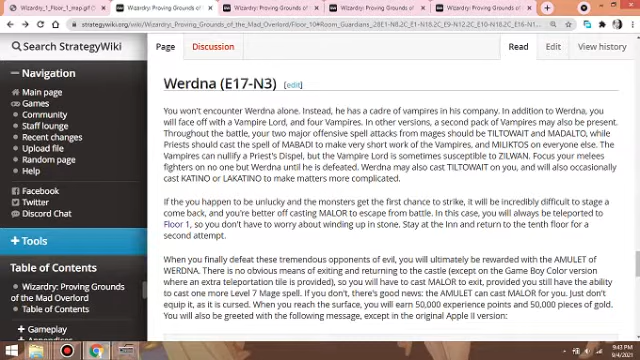 Wizardry_1_Floor_1_map.gif (
Wizardry: Proving Grounds of
Wizardry: Proving Grounds of t
Wizardry: Proving Grounds of t
Wizardry: Proving Grounds of t
strategywiki.org/wiki/Wizardry:_Proving_Grounds_of_the_Mad_Overlord/Floor_10#Room_Guardians_.28E1-N8.2C_E1-N18.2C_E9-N12.2C_E10-N18.2C_E16-N1...
Search StrategyWiki
Page
Discussion
Read
Edit
View history
Navigation
Main page
Games
Community
Staff lounge
Recent changes
Upload file
Random page
Help
Facebook
Twitter
Discord Chat
Tools
Table of Contents
Wizardry: Proving Grounds
of the Mad Overlord
Table of Contents
Gameplay
Werdna (E17-N3) [edit]
You won't encounter Werdna alone. Instead, he has a cadre of vampires in his company. In addition to Werdna, you
will face off with a Vampire Lord, and four Vampires. In other versions, a second pack of Vampires may also be present.
Throughout the battle, your two major offensive spell attacks from mages should be TILTOWAIT and MADALTO, while
Priests should cast the spell of MABADI to make very short work of the Vampires, and MILIKTOS on everyone else. The
Vampires can nullify a Priest's Dispel, but the Vampire Lord is sometimes susceptible to ZILWAN. Focus your melees
fighters on no one but Werdna until he is defeated. Werdna may also cast TILTOWAIT on you, and will also occasionally
cast KATINO or LAKATINO to make matters more complicated.
If the you happen to be unlucky and the monsters get the first chance to strike, it will be incredibly difficult to stage a
come back, and you're better off casting MALOR to escape from battle. In this case, you will always be teleported to
Floor 1, so you don't have to worry about winding up in stone. Stay at the Inn and return to the tenth floor for a
second attempt.
When you finally defeat these tremendous opponents of evil, you will ultimately be rewarded with the AMULET of
WERDNA. There is no obvious means of exiting and returning to the castle (except on the Game Boy Color version
where an extra teleportation tile is provided), so you will have to cast MALOR to exit, provided you still have the ability
to cast one more Level 7 Mage spell. If you don't, there's good news: the AMULET can cast MALOR for you. Just don't
equip it, as it is cursed. When you reach the surface, you will earn 50,000 experience points and 50,000 pieces of gold.
You will also be greeted with the following message, except in the original Apple II version:
9:43 PM